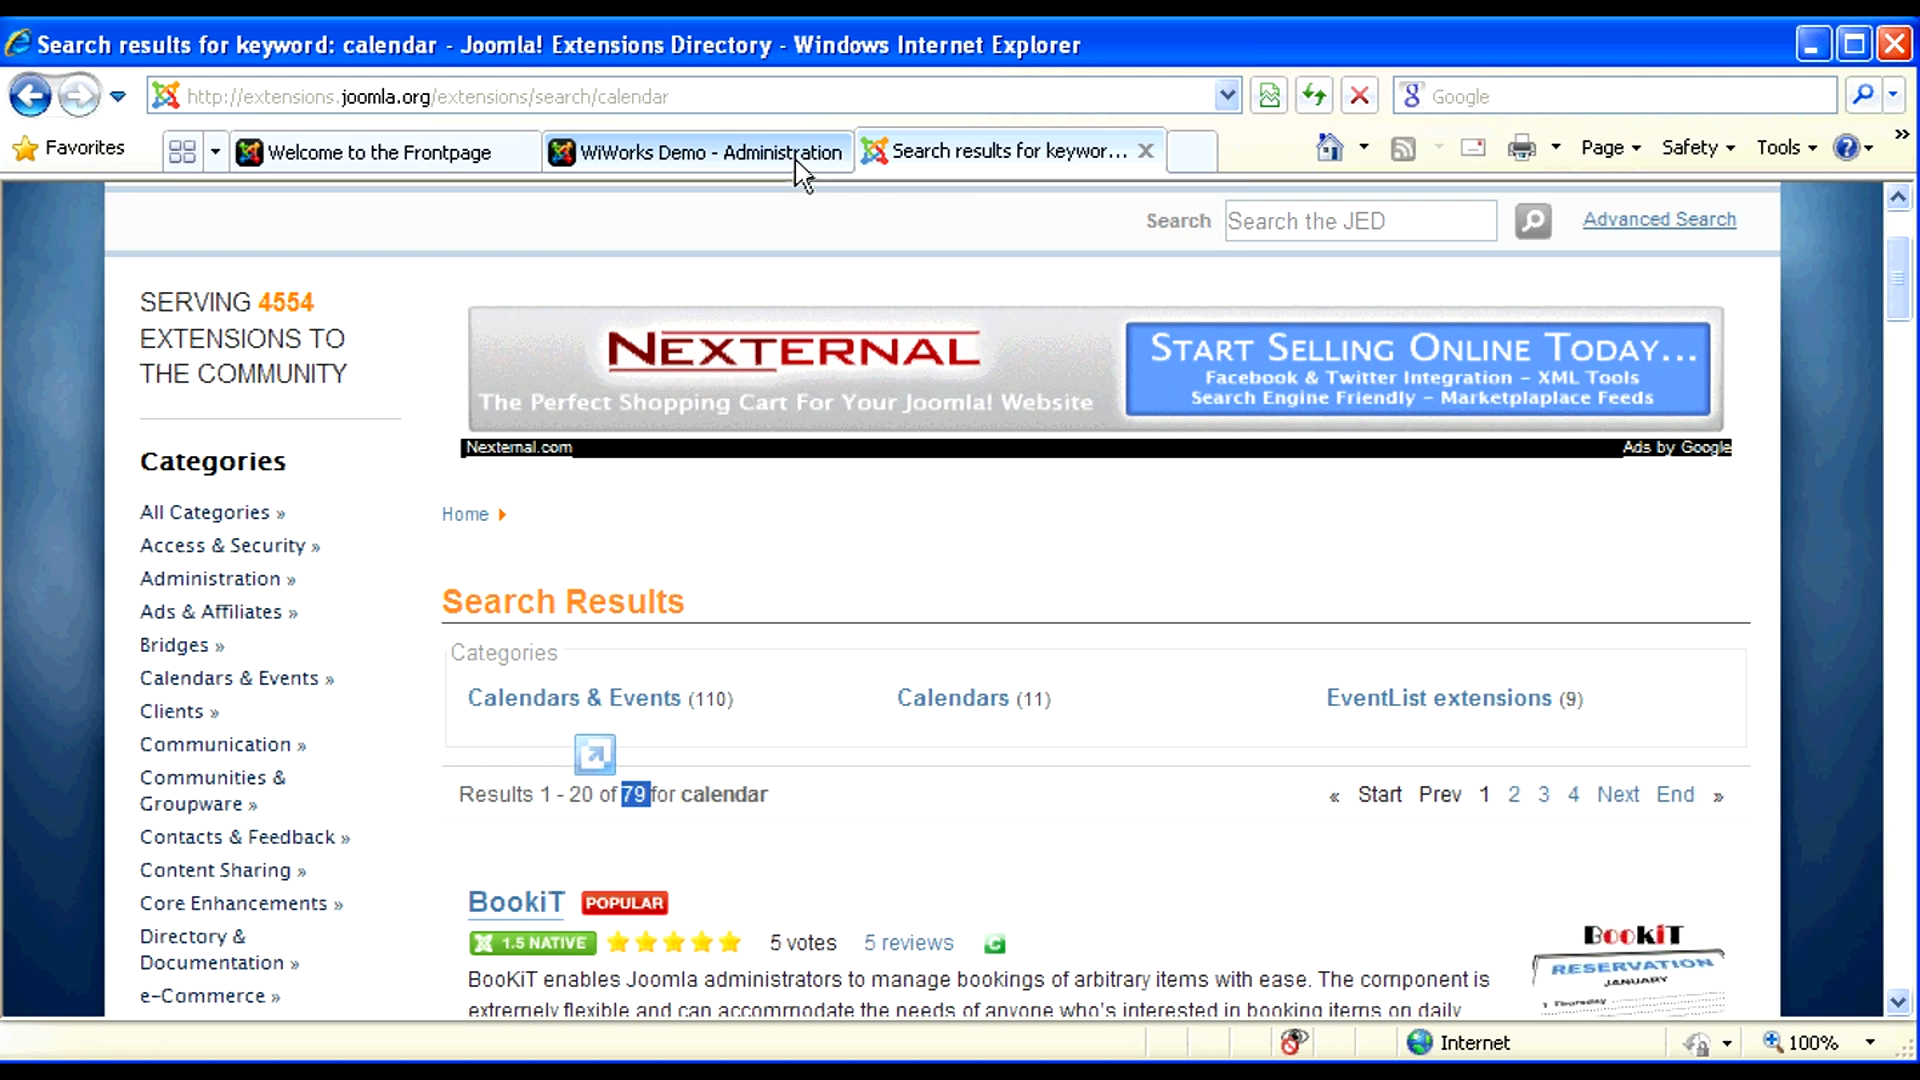 Search results for keyword: calendar - Joomla! Extensions Directory - Windows Internet Explorer
http://extensions.joomla.org/extensions/search/calendar
Google
Favorites
Welcome to the Frontpage
WiWorks Demo - Administration
Search results for keywor...
Page
Safety
Tools
Search
Search the JED
Advanced Search
SERVING 4554
EXTENSIONS TO
THE COMMUNITY
NEXTERNAL
The Perfect Shopping Cart For Your Joomla! Website
START SELLING ONLINE TODAY...
Facebook & Twitter Integration - XML Tools
Search Engine Friendly - Marketplaplace Feeds
Nexternal.com
Ads by Google
Categories
All Categories »
Access & Security »
Administration »
Ads & Affiliates »
Bridges »
Calendars & Events »
Clients »
Communication »
Communities &
Groupware »
Contacts & Feedback »
Content Sharing »
Core Enhancements »
Directory &
Documentation »
e-Commerce »
Home
Search Results
Categories
Calendars & Events (110)
Calendars (11)
EventList extensions (9)
Results 1 - 20 of 79 for calendar
« Start Prev 1 2 3 4 Next End »
BookiT POPULAR
1.5 NATIVE
5 votes
5 reviews
BooKiT enables Joomla administrators to manage bookings of arbitrary items with ease. The component is
extremely flexible and can accommodate the needs of anyone who's interested in booking items on daily
BookiT
RESERVATION
JANUARY
1 Thursday
Internet
100%